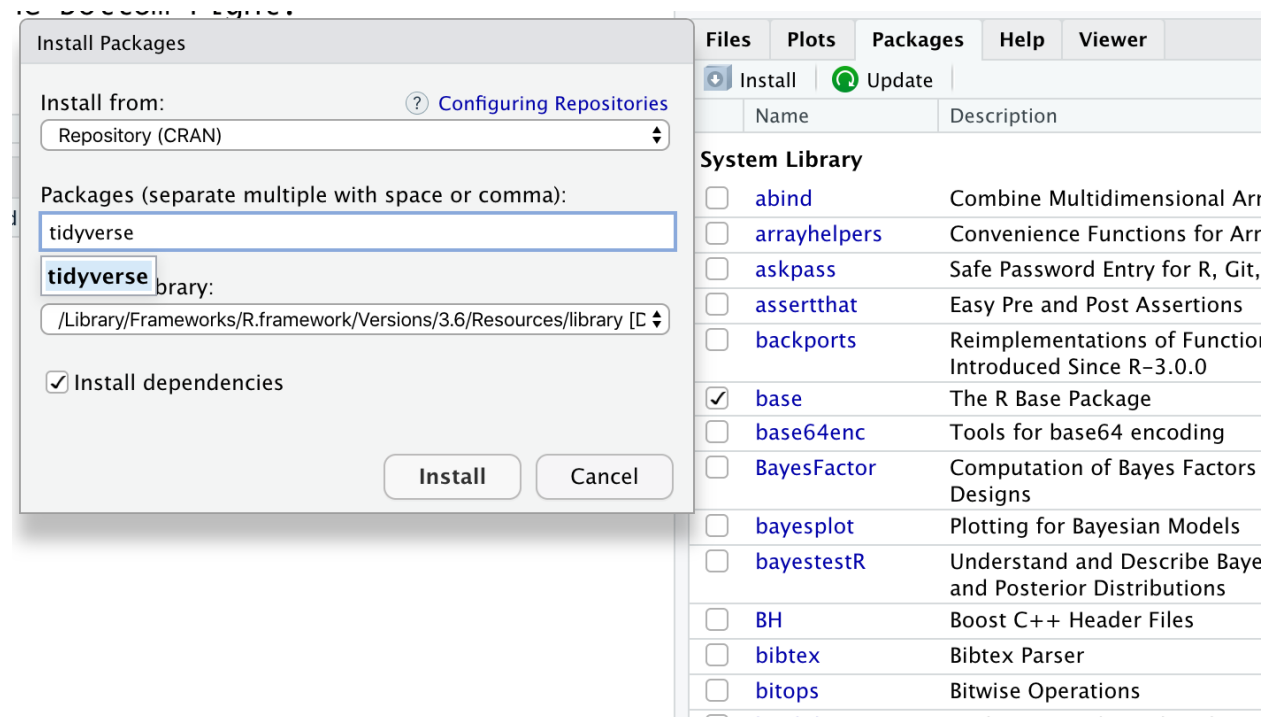 Install Packages
Install from:
? Configuring Repositories
Repository (CRAN)
Packages (separate multiple with space or comma):
tidyverse
tidyverse
brary:
/Library/Frameworks/R.framework/Versions/3.6/Resources/library [D
Install dependencies
Install Cancel
Files Plots Packages Help Viewer
Install Update
Name Description
System Library
abind Combine Multidimensional Arr
arrayhelpers Convenience Functions for Arr
askpass Safe Password Entry for R, Git,
assertthat Easy Pre and Post Assertions
backports Reimplementations of Function
Introduced Since R-3.0.0
base The R Base Package
base64enc Tools for base64 encoding
BayesFactor Computation of Bayes Factors
Designs
bayesplot Plotting for Bayesian Models
bayestestR Understand and Describe Baye
and Posterior Distributions
BH Boost C++ Header Files
bibtex Bibtex Parser
bitops Bitwise Operations